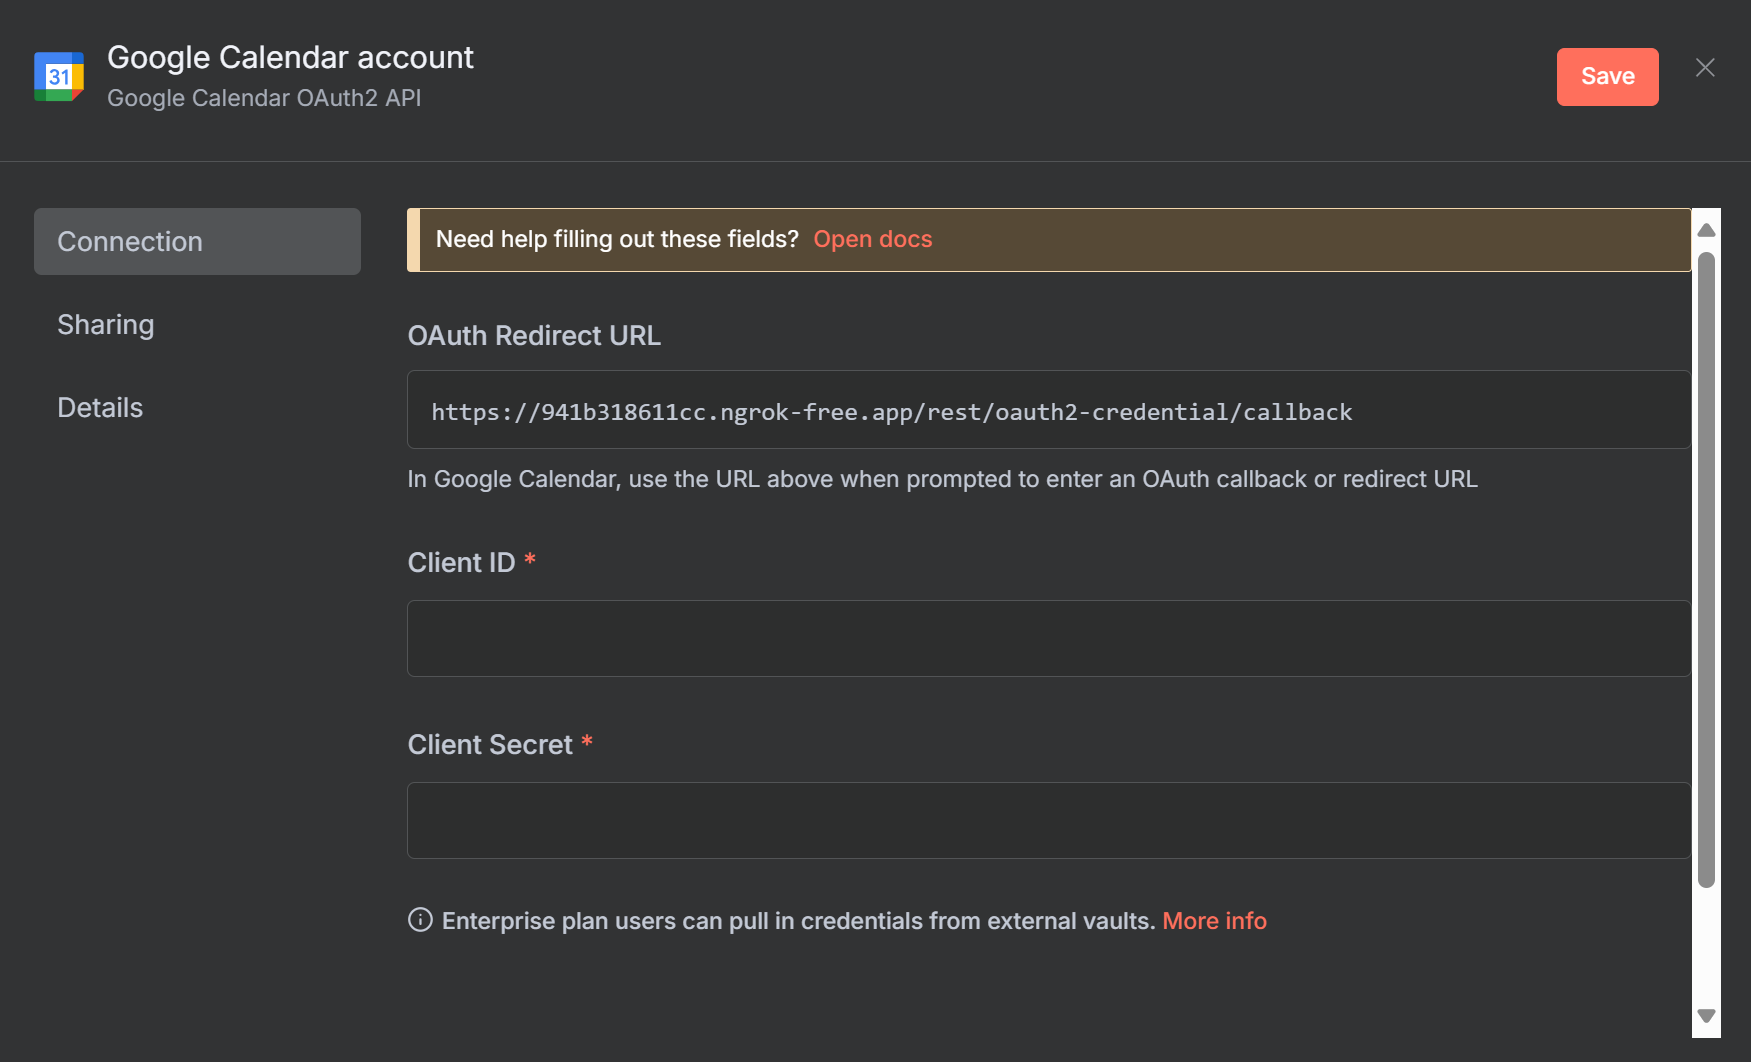 31
Google Calendar account
Google Calendar OAuth2 API
Save
Connection
Sharing
Details
Need help filling out these fields? Open docs
OAuth Redirect URL
https://941b318611cc.ngrok-free.app/rest/oauth2-credential/callback
In Google Calendar, use the URL above when prompted to enter an OAuth callback or redirect URL
Client ID *
Client Secret *
Enterprise plan users can pull in credentials from external vaults. More info